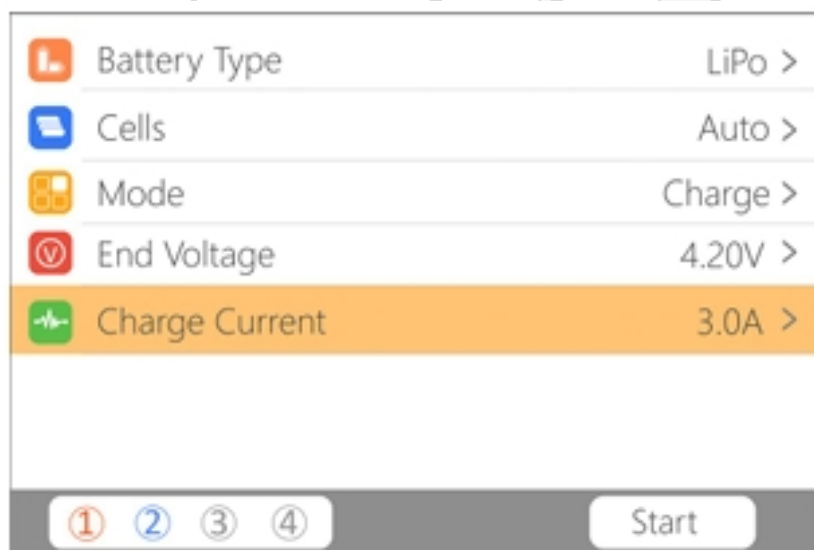 Battery Type LiPo >
Cells Auto >
Mode Charge >
End Voltage 4.20V >
Charge Current 3.0A >
① ② ③ ④ Start